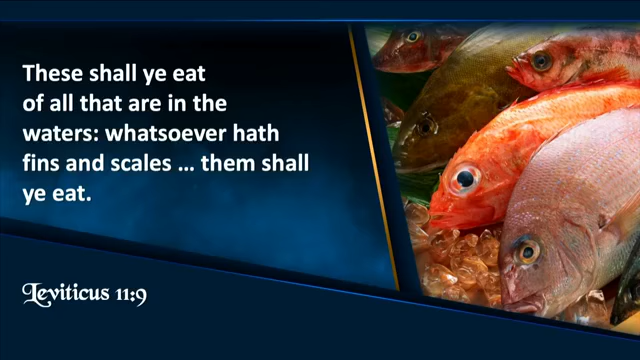 These shall ye eat
of all that are in the
waters: whatsoever hath
fins and scales ... them shall
ye eat.
Leviticus 11:9